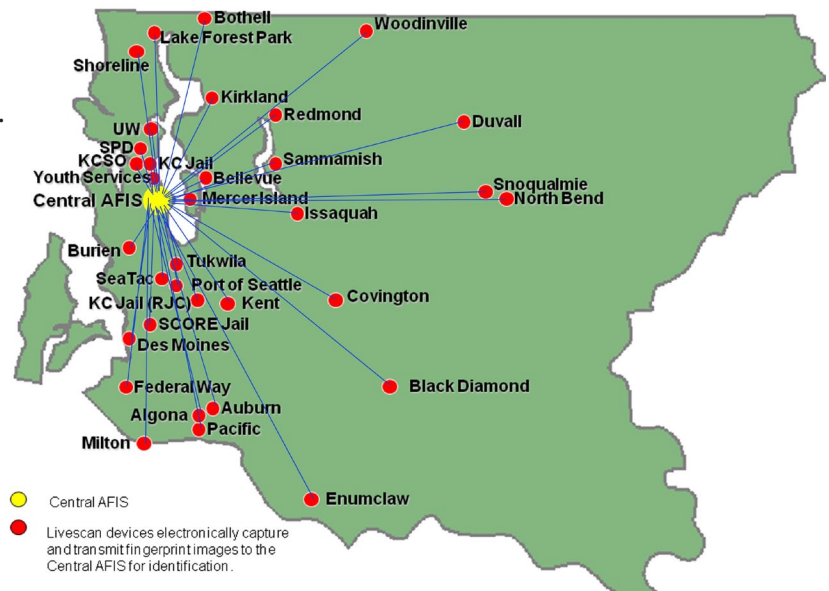 Bothell
Woodinville
Lake Forest Park
Shoreline
Kirkland
Redmond
Duvall
UW
SPD
KCSO
KC Jail
Sammamish
Youth Services
Bellevue
Snoqualmie
Central AFIS
Mercer Island
North Bend
Issaquah
Burien
Tukwila
SeaTac
Port of Seattle
KC Jail (RJC)
Kent
Covington
SCORE Jail
Des Moines
Federal Way
Black Diamond
Algona
Auburn
Pacific
Milton
Enumclaw
Central AFIS
Livescan devices electronically capture
and transmit fingerprint images to the
Central AFIS for identification.